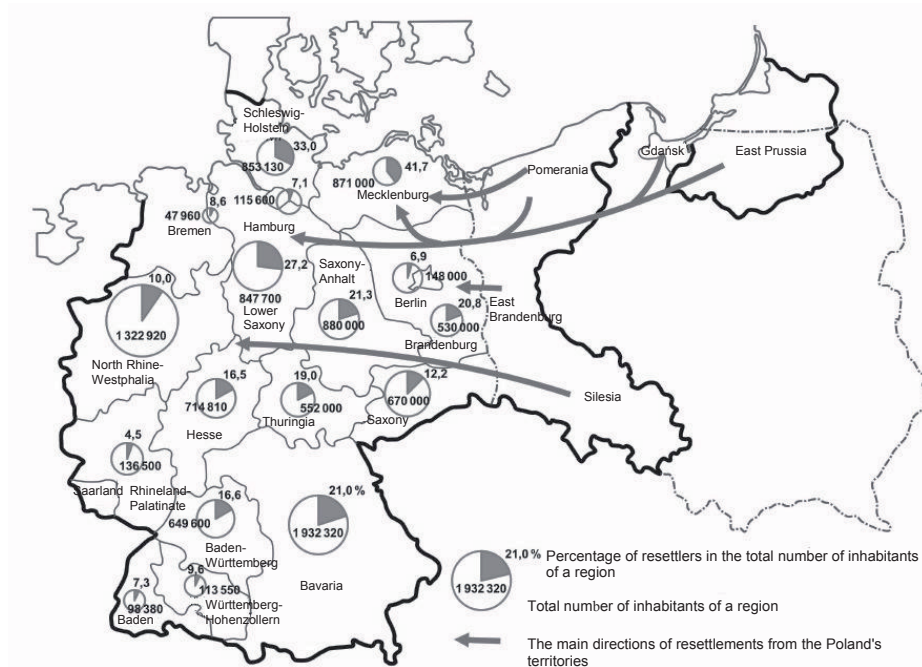 Schleswig-
Holstein
33,0
853 130
7,1
115 600
Hamburg
41,7
871 000
Mecklenburg
Pomerania
Gdańsk
East Prussia
8,6
47 960
Bremen
27,2
847 700
Lower
Saxony
Saxony-
Anhalt
21,3
880 000
6,9
148 000
Berlin
East
Brandenburg
20,8
530 000
Brandenburg
10,0
1 322 920
North Rhine-
Westphalia
16,5
714 810
Hesse
19,0
552 000
Thuringia
12,2
670 000
Saxony
Silesia
4,5
136 500
Saarland
Rhineland-
Palatinate
16,6
649 600
Baden-
Württemberg
21,0 %
1 932 320
Bavaria
9,6
113 550
Württemberg-
Hohenzollern
7,3
98 380
Baden
21,0 %
1 932 320
Percentage of resettlers in the total number of inhabitants
of a region
Total number of inhabitants of a region
The main directions of resettlements from the Poland's
territories